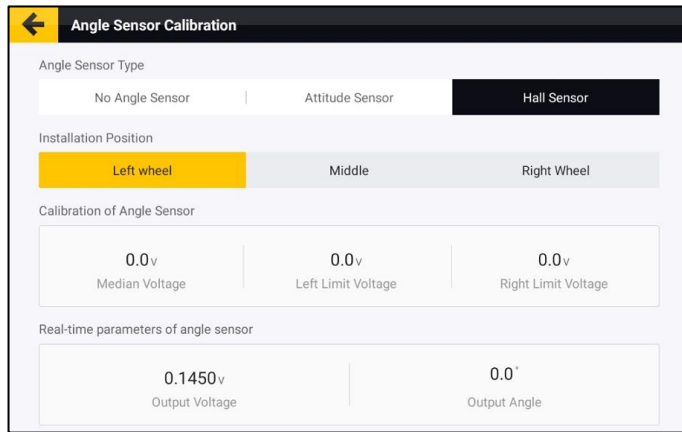 Angle Sensor Calibration
Angle Sensor Type
No Angle Sensor | Attitude Sensor Hall Sensor
Installation Position
Left wheel Middle Right Wheel
Calibration of Angle Sensor
0.0v 0.0v 0.0v
Median Voltage Left Limit Voltage Right Limit Voltage
Real-time parameters of angle sensor
0.1450v 0.0°
Output Voltage Output Angle